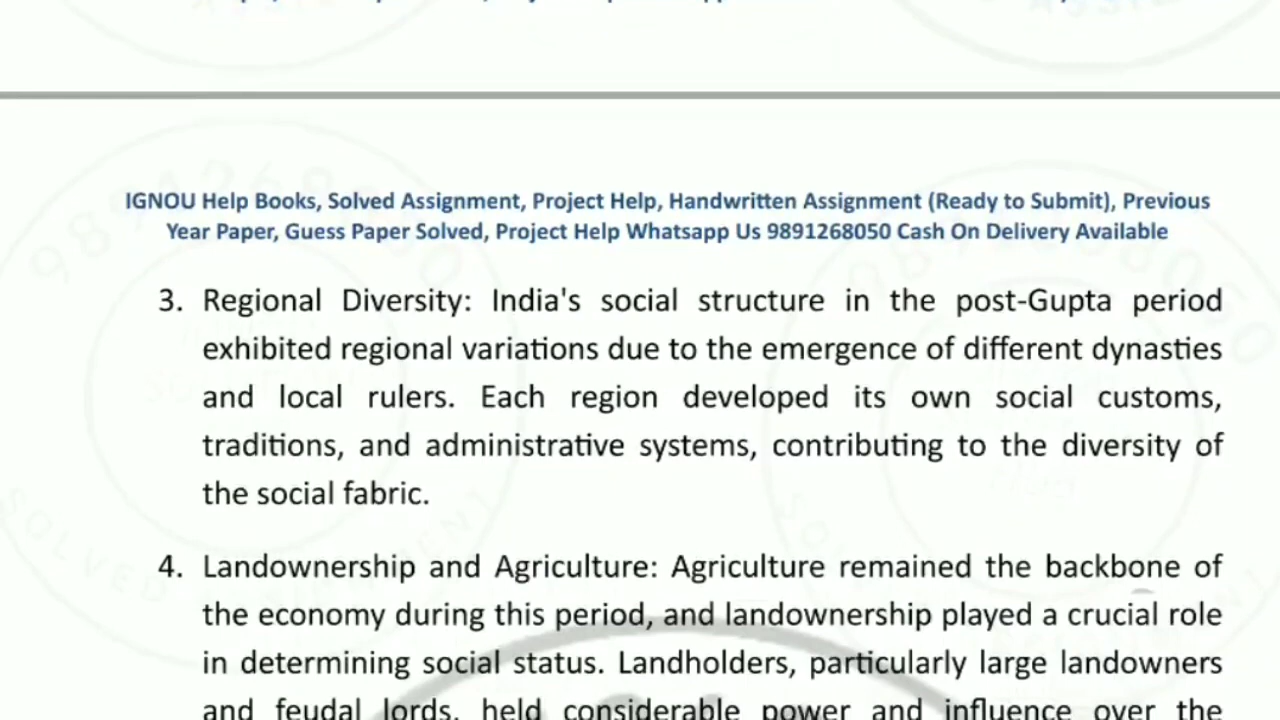 IGNOU Help Books, Solved Assignment, Project Help, Handwritten Assignment (Ready to Submit), Previous
Year Paper, Guess Paper Solved, Project Help Whatsapp Us 9891268050 Cash On Delivery Available
3. Regional Diversity: India's social structure in the post-Gupta period
exhibited regional variations due to the emergence of different dynasties
and local rulers. Each region developed its own social customs,
traditions, and administrative systems, contributing to the diversity of
the social fabric.
4. Landownership and Agriculture: Agriculture remained the backbone of
the economy during this period, and landownership played a crucial role
in determining social status. Landholders, particularly large landowners
and feudal lords, held considerable power and influence over the